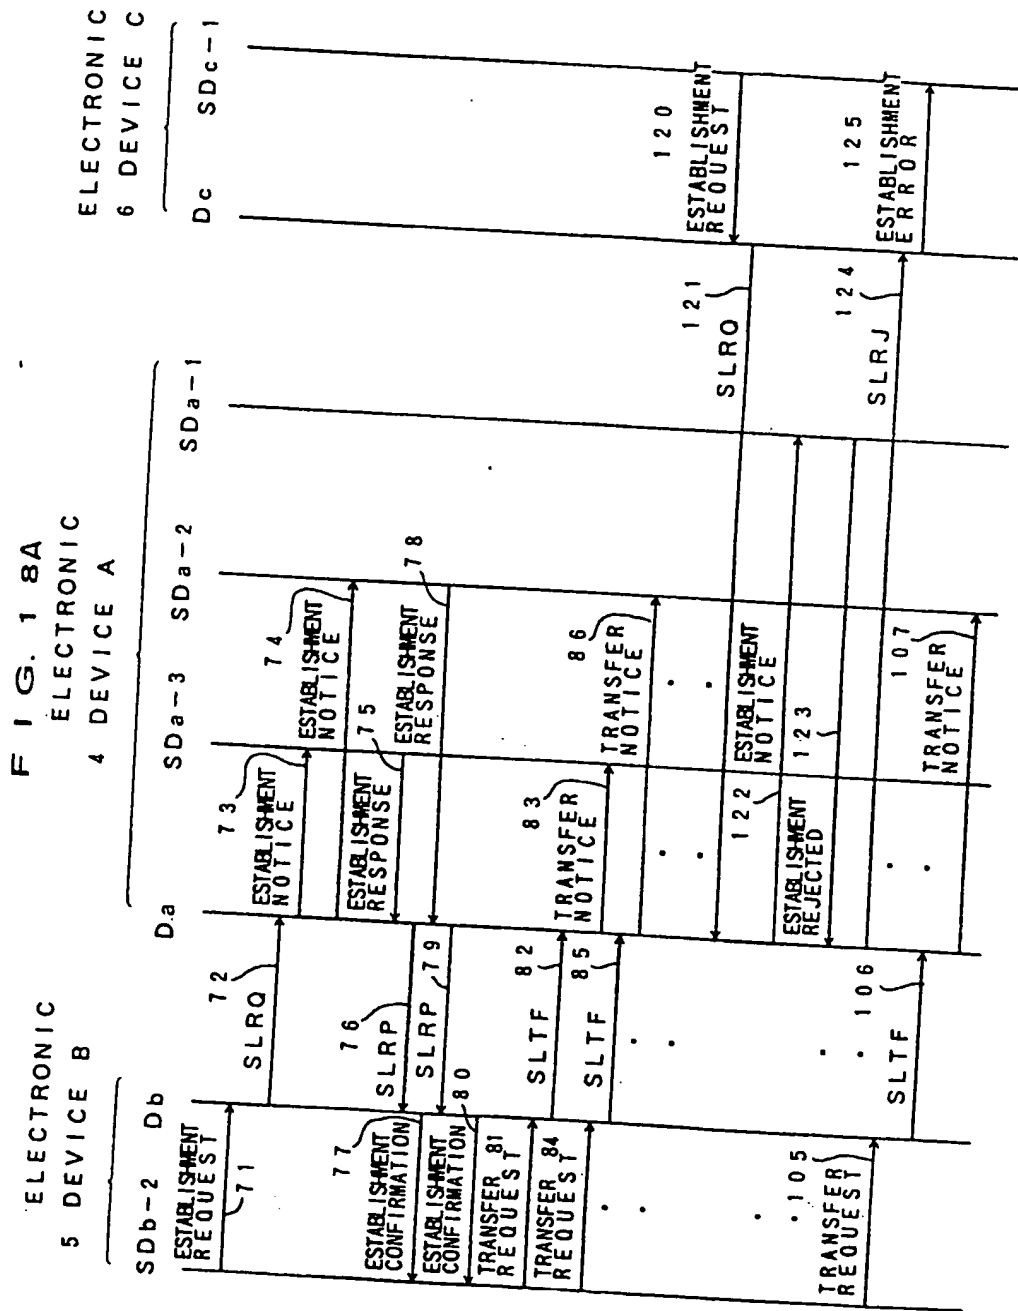 F I G. 1 8A
ELECTRONIC
5 DEVICE B
ELECTRONIC
4 DEVICE A
ELECTRONIC
6 DEVICE C
SDb-2
Db
Da
SDa-3
SDa-2
SDa-1
Dc
SDc-1
ESTABLISHMENT
REQUEST
71
SLRQ
72
ESTABLISHMENT
NOTICE
73
ESTABLISHMENT
NOTICE
74
ESTABLISHMENT
RESPONSE
75
SLRP
76
ESTABLISHMENT
CONFIRMATION
77
ESTABLISHMENT
RESPONSE
78
SLRP
79
ESTABLISHMENT
CONFIRMATION
80
TRANSFER
REQUEST
81
SLTF
82
TRANSFER
NOTICE
83
TRANSFER
REQUEST
84
SLTF
85
TRANSFER
NOTICE
86
ESTABLISHMENT
REQUEST
120
SLRQ
121
ESTABLISHMENT
NOTICE
122
ESTABLISHMENT
REJECTED
123
SLRJ
124
ESTABLISHMENT
ERROR
125
TRANSFER
REQUEST
105
SLTF
106
TRANSFER
NOTICE
107